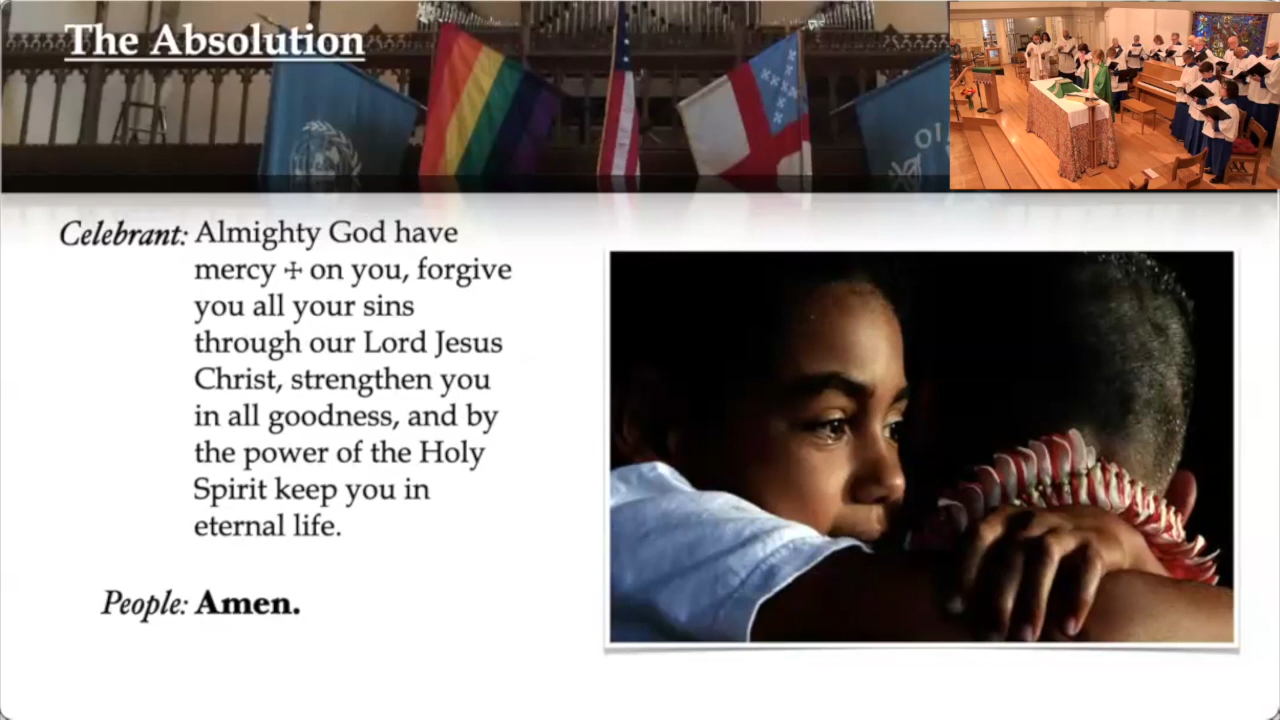 The Absolution
Celebrant: Almighty God have
mercy ☩ on you, forgive
you all your sins
through our Lord Jesus
Christ, strengthen you
in all goodness, and by
the power of the Holy
Spirit keep you in
eternal life.
People: Amen.